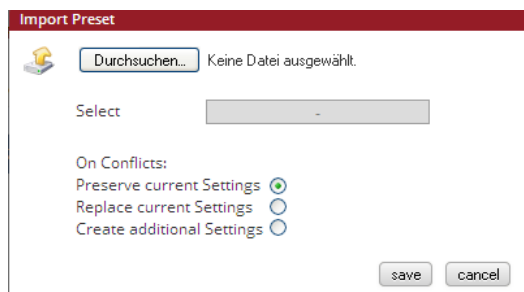 Import Preset
Durchsuchen... Keine Datei ausgewählt.
Select -
On Conflicts:
Preserve current Settings
Replace current Settings
Create additional Settings
save cancel